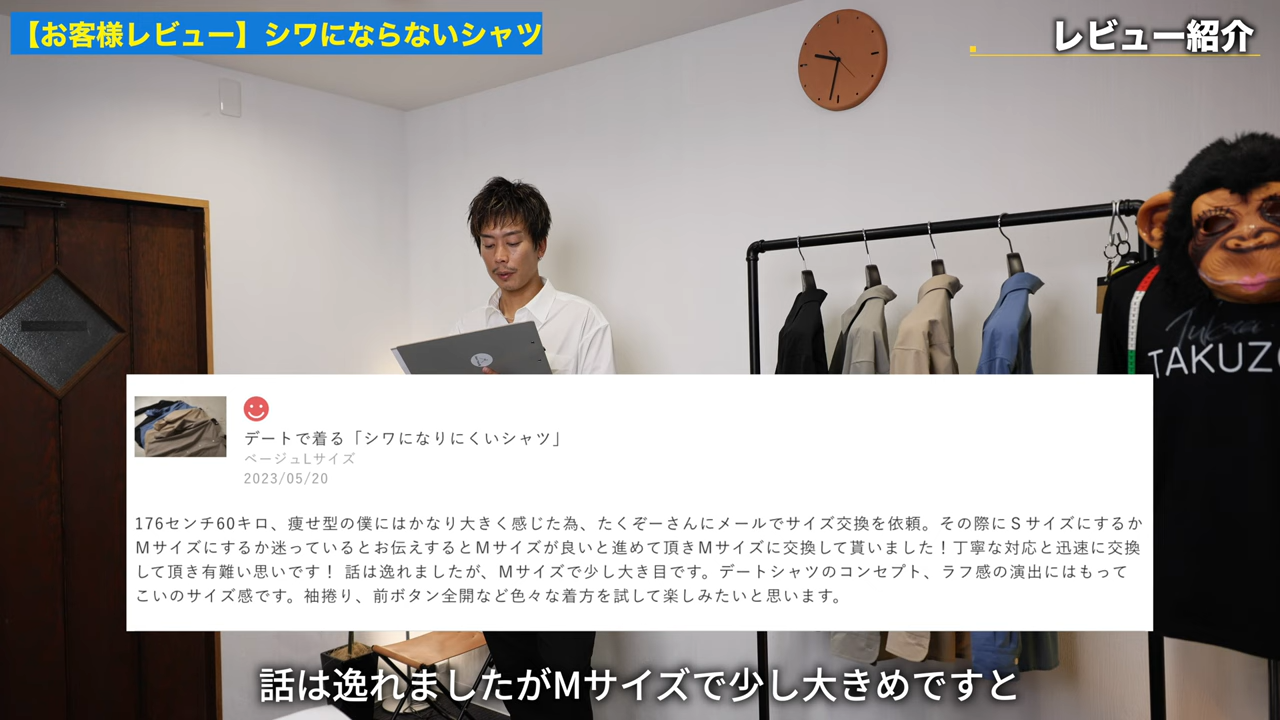 【お客様レビュー】シワにならないシャツ
レビュー紹介
TAKUZ
デートで着る「シワになりにくいシャツ」
ベージュLサイズ
2023/05/20
176センチ60キロ、痩せ型の僕にはかなり大きく感じた為、たくぞーさんにメールでサイズ交換を依頼。その際にＳサイズにするか
Mサイズにするか迷っているとお伝えするとMサイズが良いと進めて頂きMサイズに交換して貰いました！丁寧な対応と迅速に交換
して頂き有難い思いです！ 話は逸れましたが、Mサイズで少し大き目です。デートシャツのコンセプト、ラフ感の演出にはもって
こいのサイズ感です。袖捲り、前ボタン全開など色々な着方を試して楽しみたいと思います。
話は逸れましたがMサイズで少し大きめですと